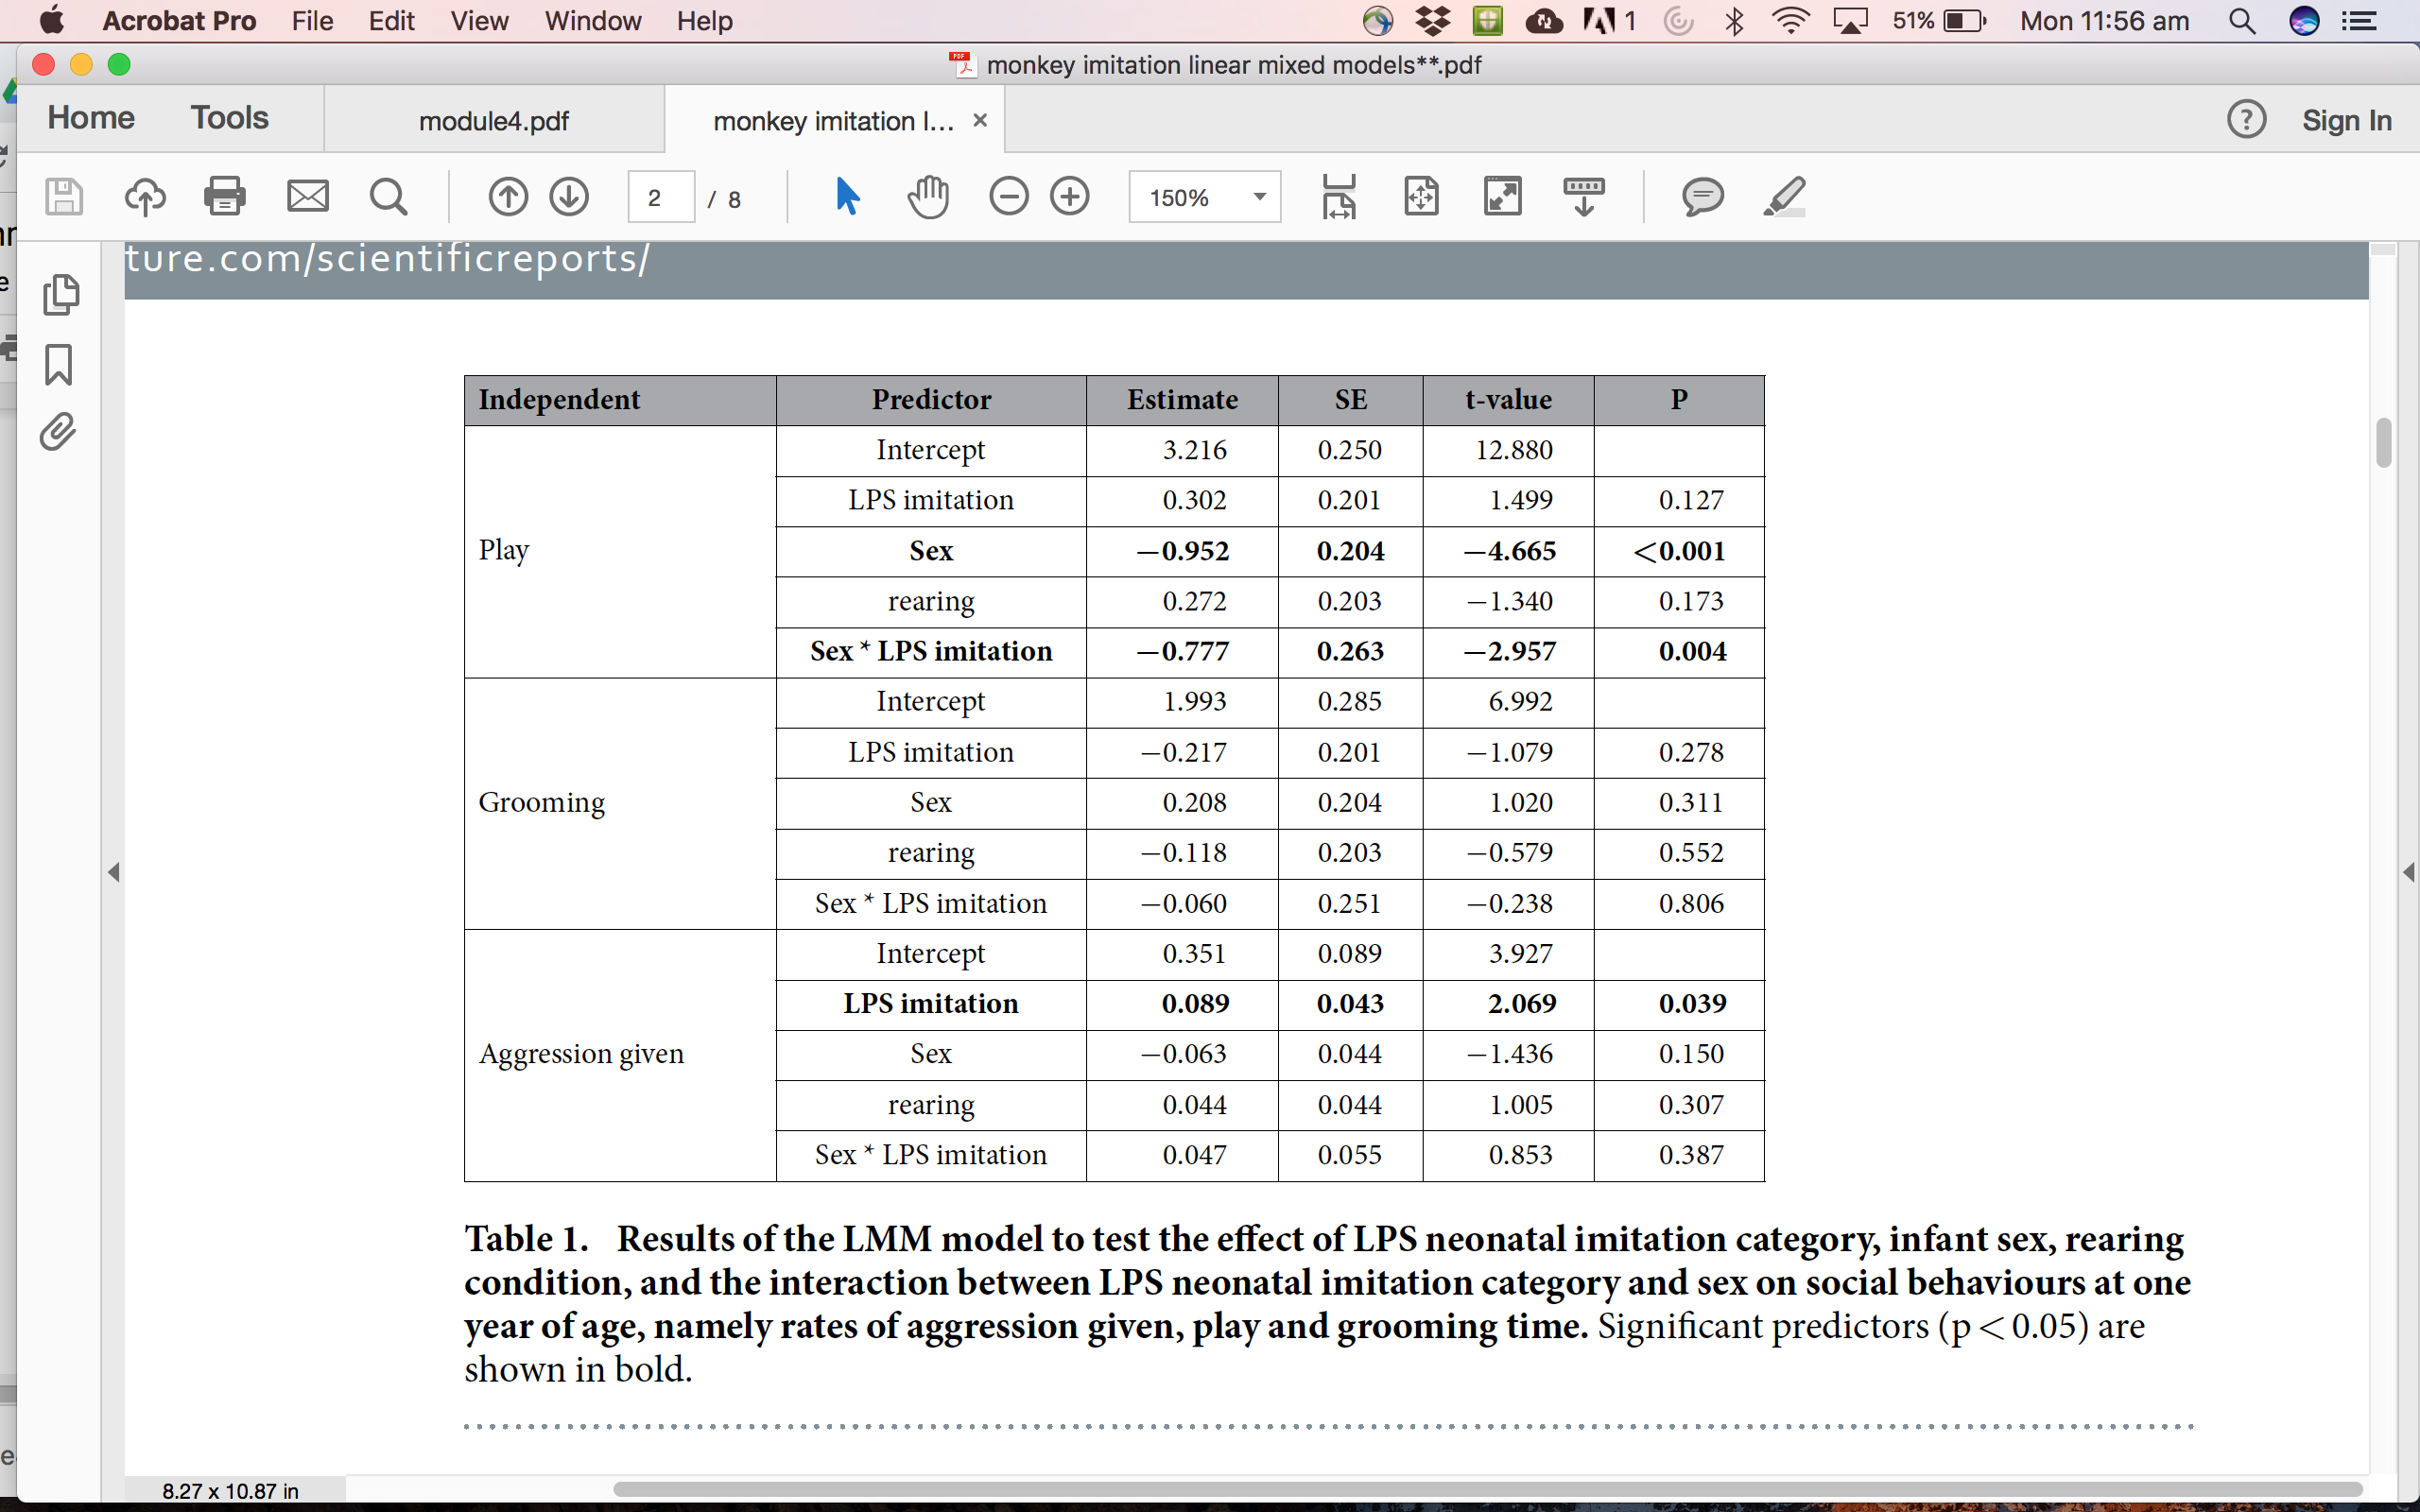 Acrobat Pro File Edit View Window Help 1 51% Mon 11:56 am
monkey imitation linear mixed models**.pdf
Home Tools module4.pdf monkey imitation l... × ? Sign In
2 / 8 150%
ture.com/scientificreports/
Independent Predictor Estimate SE t-value P
Play
Intercept 3.216 0.250 12.880
LPS imitation 0.302 0.201 1.499 0.127
Sex −0.952 0.204 −4.665 <0.001
rearing 0.272 0.203 −1.340 0.173
Sex * LPS imitation −0.777 0.263 −2.957 0.004
Grooming
Intercept 1.993 0.285 6.992
LPS imitation −0.217 0.201 −1.079 0.278
Sex 0.208 0.204 1.020 0.311
rearing −0.118 0.203 −0.579 0.552
Sex * LPS imitation −0.060 0.251 −0.238 0.806
Aggression given
Intercept 0.351 0.089 3.927
LPS imitation 0.089 0.043 2.069 0.039
Sex −0.063 0.044 −1.436 0.150
rearing 0.044 0.044 1.005 0.307
Sex * LPS imitation 0.047 0.055 0.853 0.387
Table 1. Results of the LMM model to test the effect of LPS neonatal imitation category, infant sex, rearing
condition, and the interaction between LPS neonatal imitation category and sex on social behaviours at one
year of age, namely rates of aggression given, play and grooming time. Significant predictors (p < 0.05) are
shown in bold.
8.27 x 10.87 in